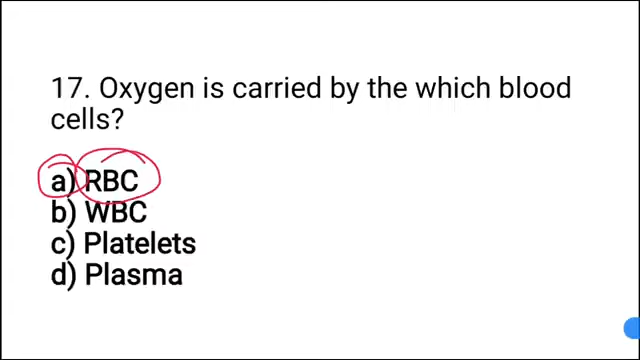 17. Oxygen is carried by the which blood
cells?
a) RBC
b) WBC
c) Platelets
d) Plasma